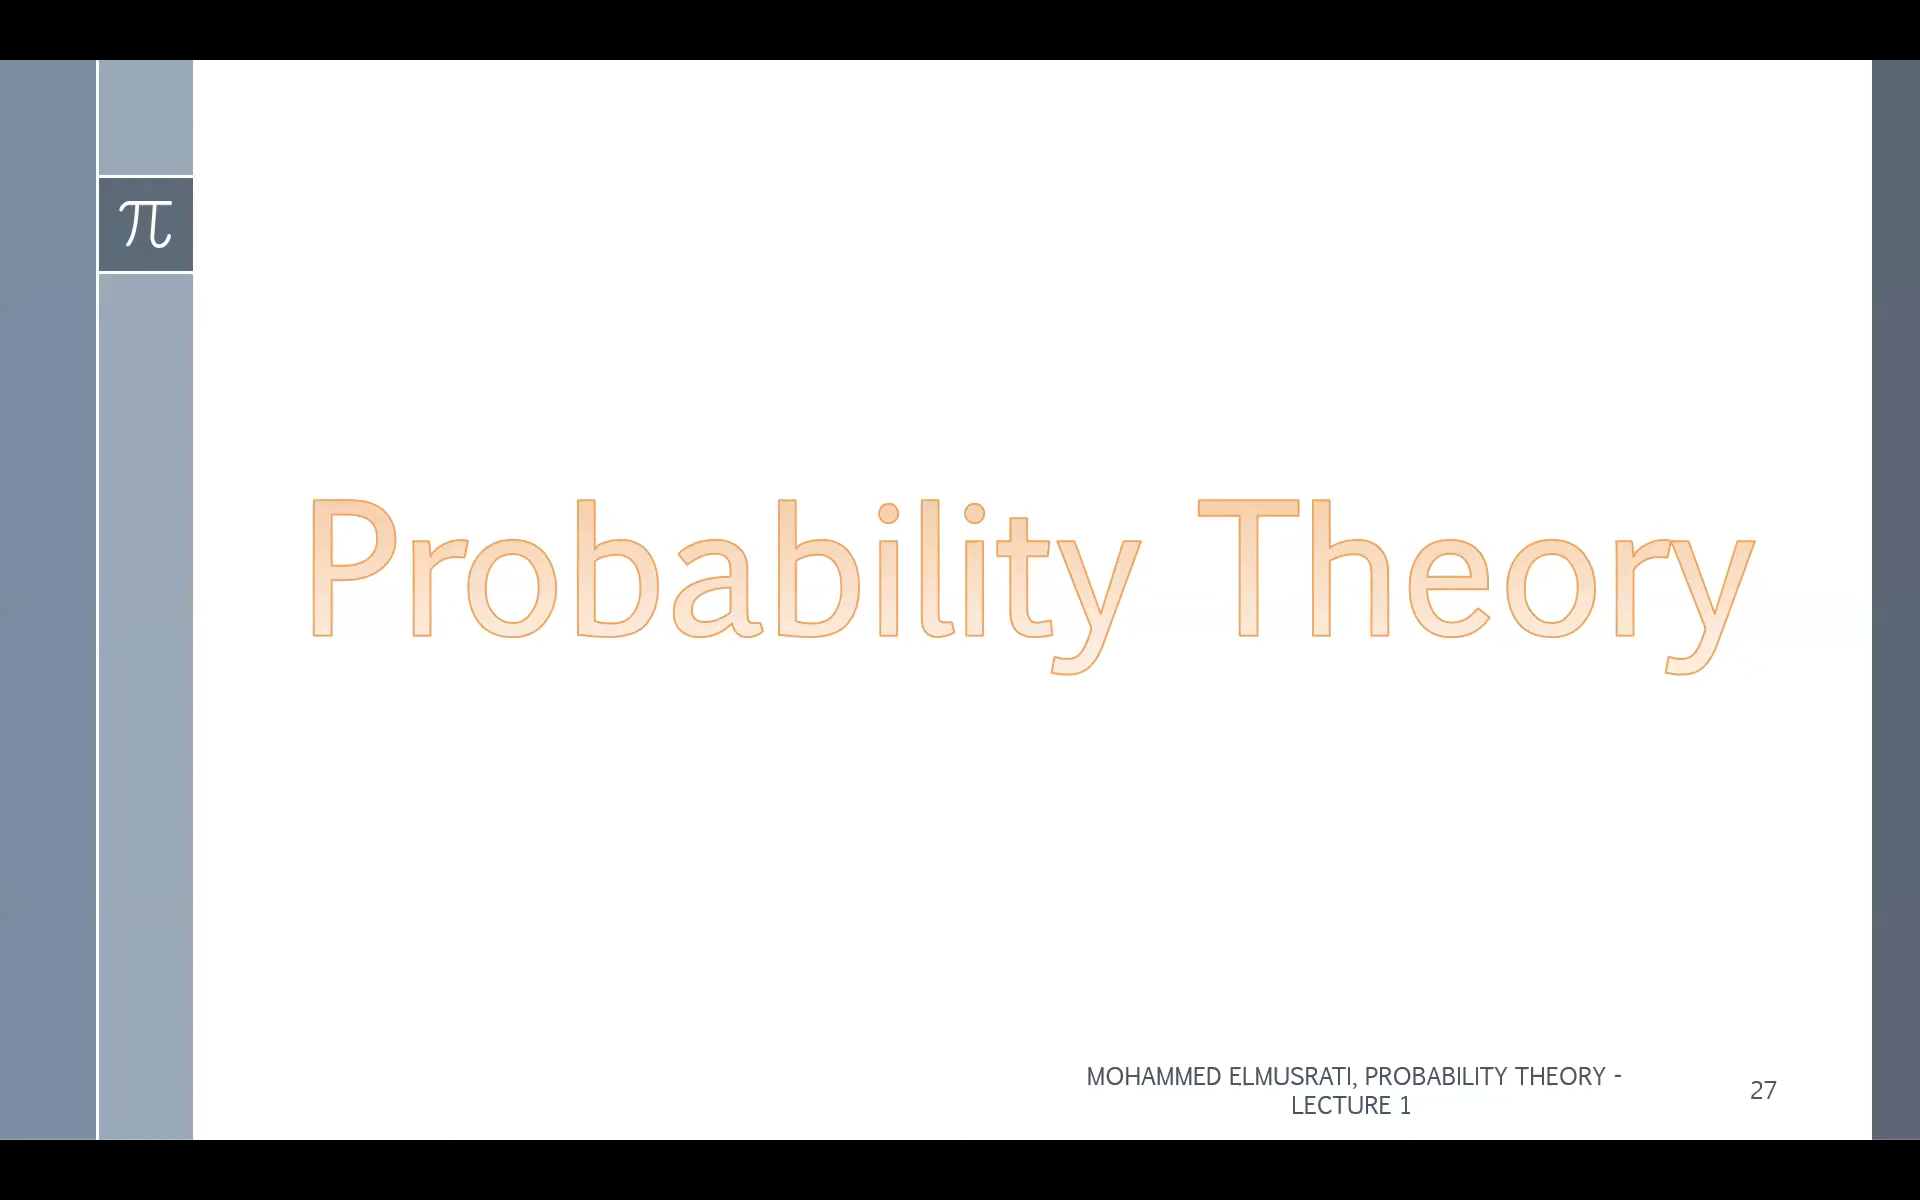 π
Probability Theory
MOHAMMED ELMUSRATI, PROBABILITY THEORY -
LECTURE 1
27